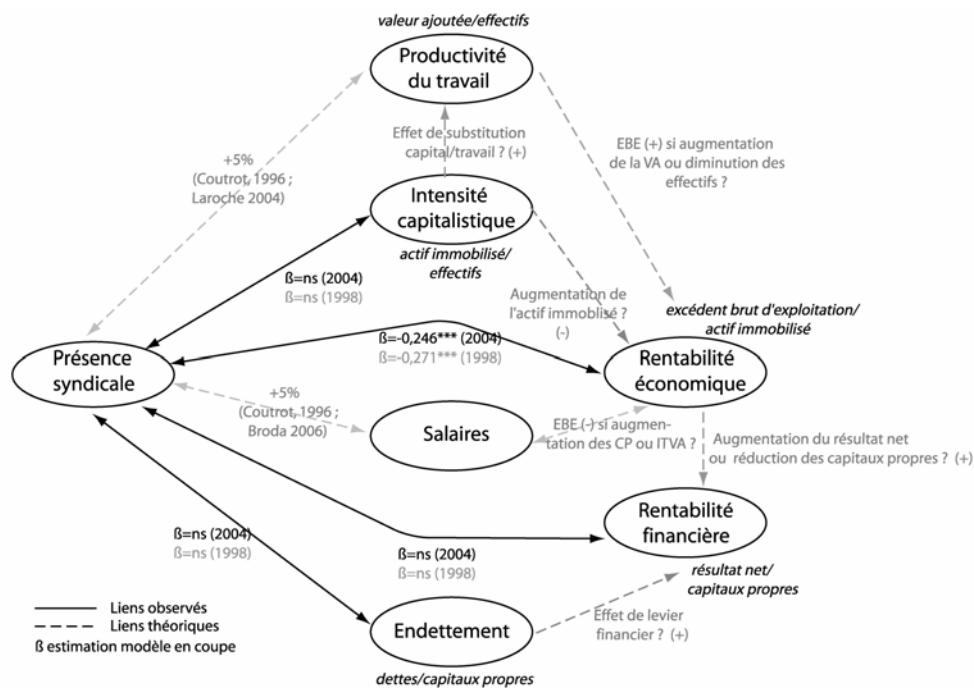 valeur ajoutée/effectifs
Productivité
du travail
Effet de substitution
capital/travail ? (+)
EBE (+) si augmentation
de la VA ou diminution des
effectifs ?
+5%
(Coutrot, 1996 ;
Laroche 2004)
Intensité
capitalistique
actif immobilisé/
effectifs
ß=ns (2004)
ß=ns (1998)
Augmentation de
l'actif immoblisé ?
(-)
excédent brut d'exploitation/
actif immobilisé
ß=-0,246*** (2004)
ß=-0,271*** (1998)
Présence
syndicale
Rentabilité
économique
+5%
(Coutrot, 1996 ;
Broda 2006)
Salaires
EBE (-) si augmen-
tation des CP ou ITVA ?
Augmentation du résultat net
ou réduction des capitaux propres ? (+)
Rentabilité
financière
ß=ns (2004)
ß=ns (1998)
ß=ns (2004)
ß=ns (1998)
résultat net/
capitaux propres
Liens observés
Liens théoriques
ß estimation modèle en coupe
Endettement
Effet de levier
financier ? (+)
dettes/capitaux propres